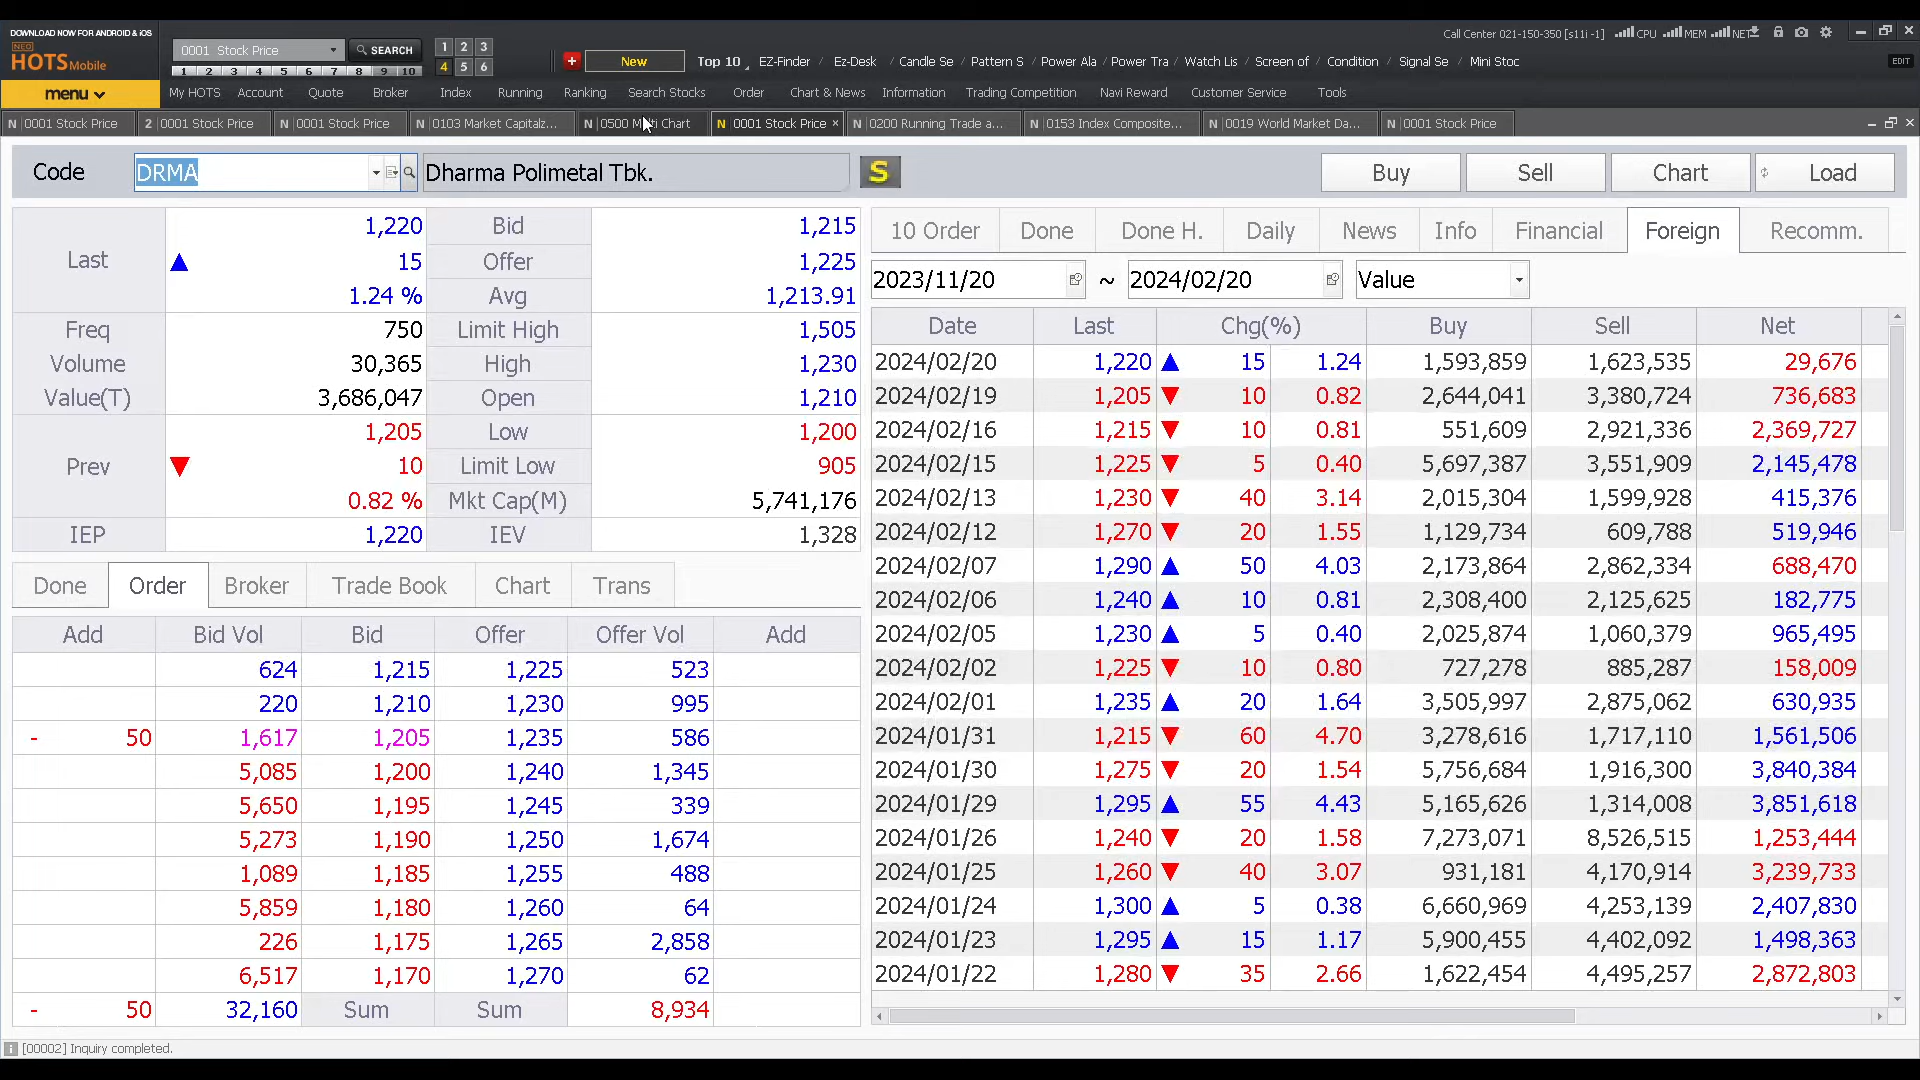 DOWNLOAD NOW FOR ANDROID & iOS
NEO
HOTS Mobile
menu
0001 Stock Price
SEARCH
1 2 3 4 5 6 7 8 9 10
1 2 3
4 5 6
New
Top 10 EZ-Finder / Ez-Desk / Candle Se / Pattern S / Power Ala / Power Tra / Watch Lis / Screen of / Condition / Signal Se / Mini Stoc
Call Center 021-150-350 [s11i -1] CPU MEM NET
EDIT
My HOTS Account Quote Broker Index Running Ranking Search Stocks Order Chart & News Information Trading Competition Navi Reward Customer Service Tools
N 0001 Stock Price 2 0001 Stock Price N 0001 Stock Price N 0103 Market Capitalz... N 0500 M Chart N 0001 Stock Price × N 0200 Running Trade a... N 0153 Index Composite... N 0019 World Market Da... N 0001 Stock Price
Code DRMA Dharma Polimetal Tbk. S Buy Sell Chart Load
Last ▲ 1,220 Bid 1,215
15 Offer 1,225
1.24 % Avg 1,213.91
Freq 750 Limit High 1,505
Volume 30,365 High 1,230
Value(T) 3,686,047 Open 1,210
Prev ▼ 1,205 Low 1,200
10 Limit Low 905
0.82 % Mkt Cap(M) 5,741,176
IEP 1,220 IEV 1,328
Done Order Broker Trade Book Chart Trans
Add Bid Vol Bid Offer Offer Vol Add
624 1,215 1,225 523
220 1,210 1,230 995
- 50 1,617 1,205 1,235 586
5,085 1,200 1,240 1,345
5,650 1,195 1,245 339
5,273 1,190 1,250 1,674
1,089 1,185 1,255 488
5,859 1,180 1,260 64
226 1,175 1,265 2,858
6,517 1,170 1,270 62
- 50 32,160 Sum Sum 8,934
10 Order Done Done H. Daily News Info Financial Foreign Recomm.
2023/11/20 ~ 2024/02/20 Value
Date Last Chg(%) Buy Sell Net
2024/02/20 1,220 ▲ 15 1.24 1,593,859 1,623,535 29,676
2024/02/19 1,205 ▼ 10 0.82 2,644,041 3,380,724 736,683
2024/02/16 1,215 ▼ 10 0.81 551,609 2,921,336 2,369,727
2024/02/15 1,225 ▼ 5 0.40 5,697,387 3,551,909 2,145,478
2024/02/13 1,230 ▼ 40 3.14 2,015,304 1,599,928 415,376
2024/02/12 1,270 ▼ 20 1.55 1,129,734 609,788 519,946
2024/02/07 1,290 ▲ 50 4.03 2,173,864 2,862,334 688,470
2024/02/06 1,240 ▲ 10 0.81 2,308,400 2,125,625 182,775
2024/02/05 1,230 ▲ 5 0.40 2,025,874 1,060,379 965,495
2024/02/02 1,225 ▼ 10 0.80 727,278 885,287 158,009
2024/02/01 1,235 ▲ 20 1.64 3,505,997 2,875,062 630,935
2024/01/31 1,215 ▼ 60 4.70 3,278,616 1,717,110 1,561,506
2024/01/30 1,275 ▼ 20 1.54 5,756,684 1,916,300 3,840,384
2024/01/29 1,295 ▲ 55 4.43 5,165,626 1,314,008 3,851,618
2024/01/26 1,240 ▼ 20 1.58 7,273,071 8,526,515 1,253,444
2024/01/25 1,260 ▼ 40 3.07 931,181 4,170,914 3,239,733
2024/01/24 1,300 ▲ 5 0.38 6,660,969 4,253,139 2,407,830
2024/01/23 1,295 ▲ 15 1.17 5,900,455 4,402,092 1,498,363
2024/01/22 1,280 ▼ 35 2.66 1,622,454 4,495,257 2,872,803
[00002] Inquiry completed.